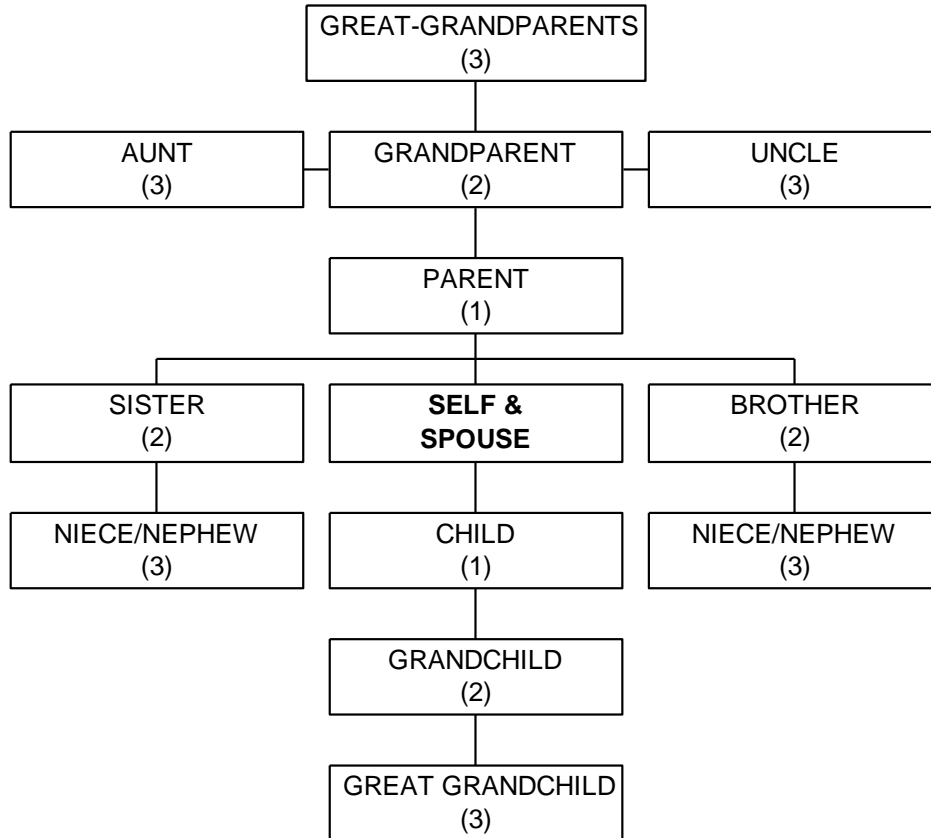 GREAT-GRANDPARENTS
(3)
AUNT
(3)
GRANDPARENT
(2)
UNCLE
(3)
PARENT
(1)
SISTER
(2)
SELF &
SPOUSE
BROTHER
(2)
NIECE/NEPHEW
(3)
CHILD
(1)
NIECE/NEPHEW
(3)
GRANDCHILD
(2)
GREAT GRANDCHILD
(3)